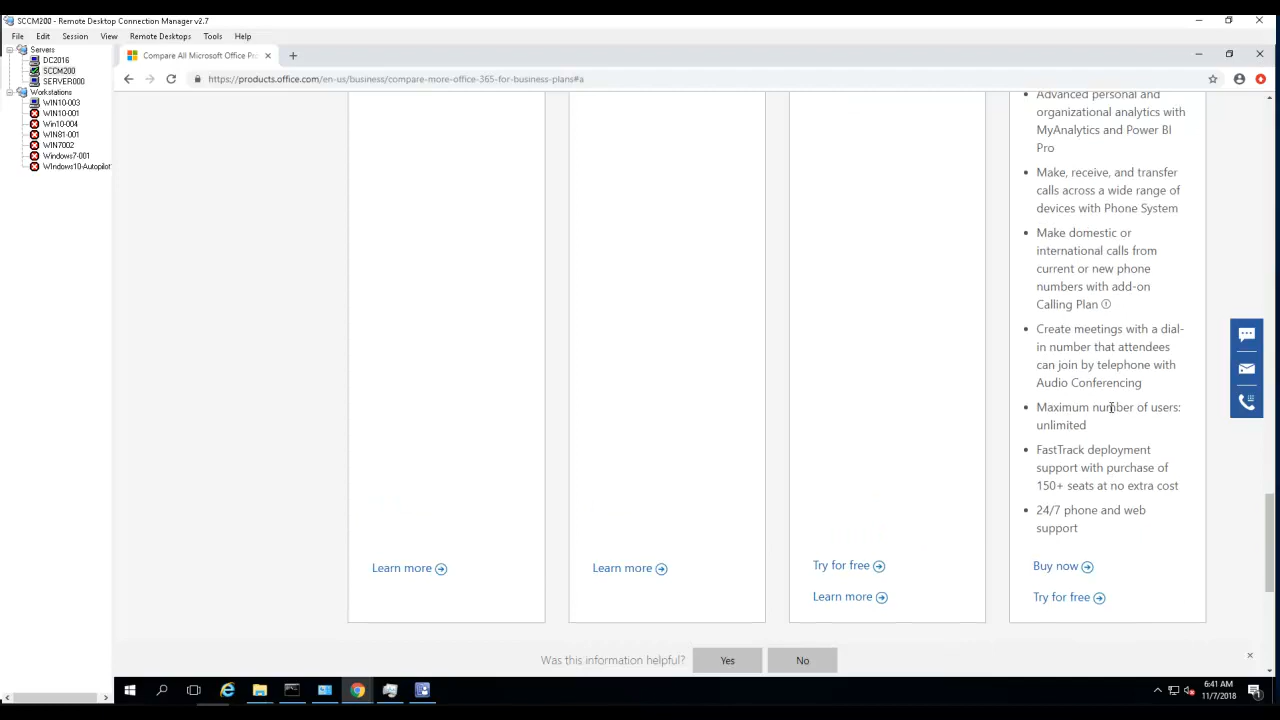 SCCM200 - Remote Desktop Connection Manager v2.7
File Edit Session View Remote Desktops Tools Help
Servers
DC2016
SCCM200
SERVER000
Workstations
WIN10-003
WIN10-001
Win10-004
WIN81-001
WIN7002
Windows7-001
WIndows10-Autopilot
Compare All Microsoft Office Pro
https://products.office.com/en-us/business/compare-more-office-365-for-business-plans#a
Advanced personal and
organizational analytics with
MyAnalytics and Power BI
Pro
Make, receive, and transfer
calls across a wide range of
devices with Phone System
Make domestic or
international calls from
current or new phone
numbers with add-on
Calling Plan
Create meetings with a dial-
in number that attendees
can join by telephone with
Audio Conferencing
Maximum number of users:
unlimited
FastTrack deployment
support with purchase of
150+ seats at no extra cost
24/7 phone and web
support
Learn more
Learn more
Try for free
Learn more
Buy now
Try for free
Was this information helpful? Yes No
6:41 AM
11/7/2018